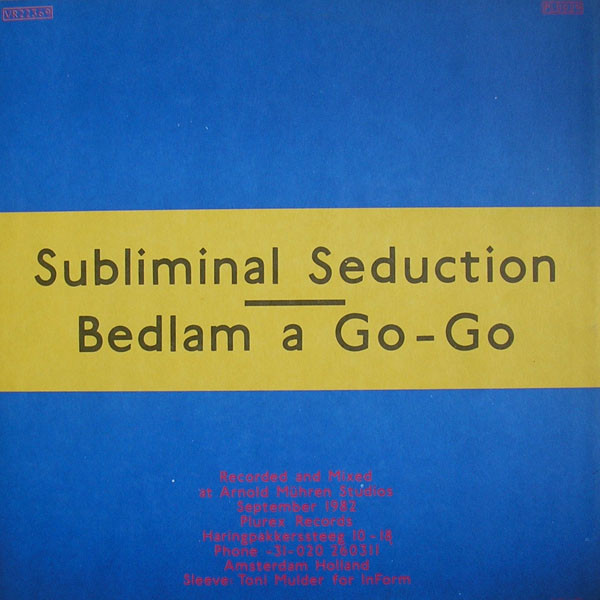 VR22369
Subliminal Seduction
Bedlam a Go-Go
Recorded and Mixed
at Arnold Mühren Studios
September 1982
Plurex Records
Haringpakkerssteeg 10-18
Phone -31-020 260211
Amsterdam Holland
Sleeve: Toni Mulder for InForm